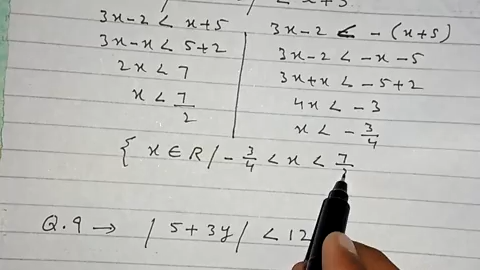 3x-2 < x+5
3x-x < 5+2
2x < 7
x < 7/2
3x-2 < -(x+5)
3x-2 < -x-5
3x+x < -5+2
4x < -3
x < -3/4
{ x ∈ R / -3/4 < x < 7/
Q.9 → | 5+3y | < 12